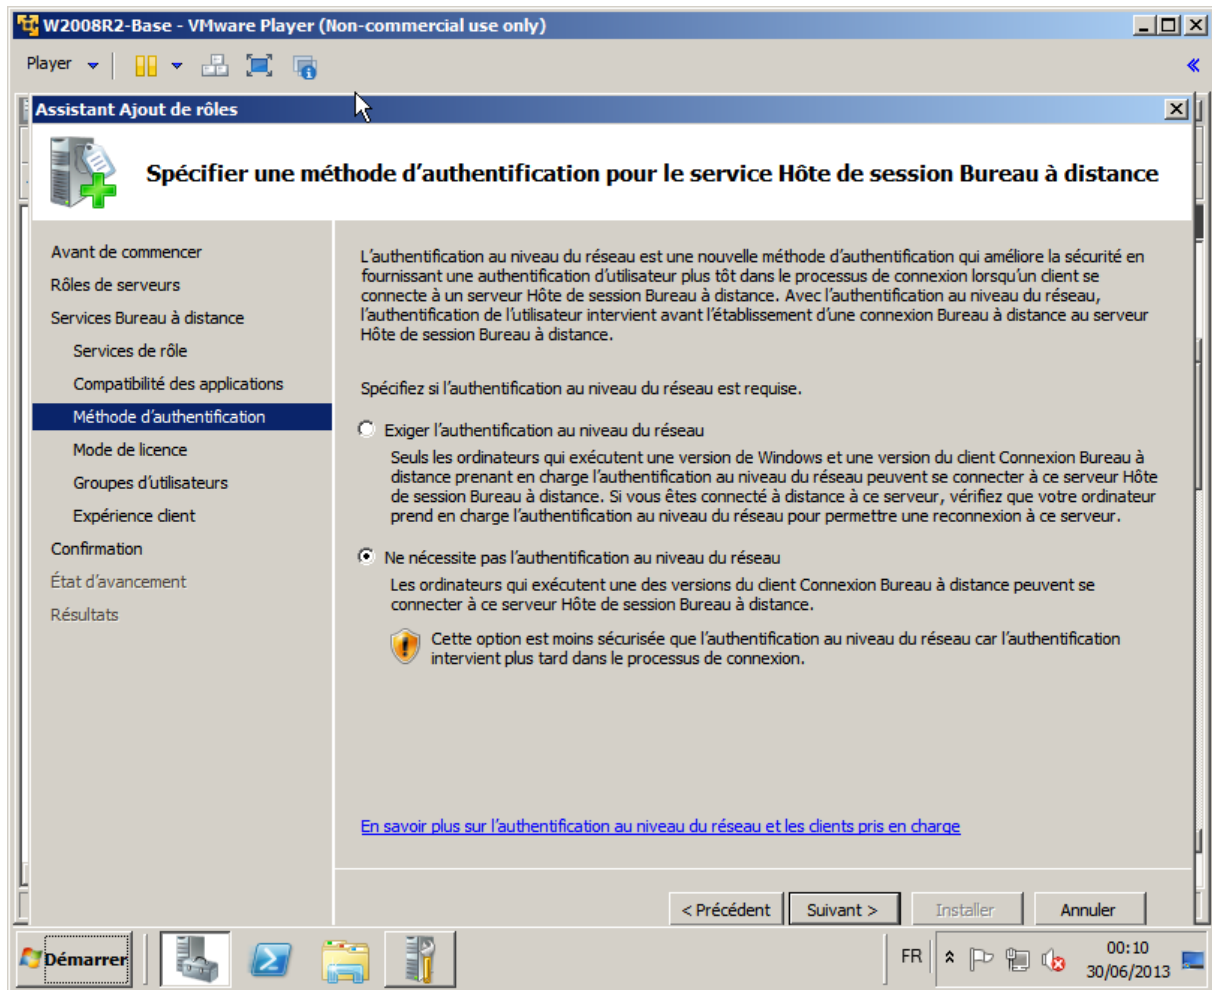 W2008R2-Base - VMware Player (Non-commercial use only)
Player
Assistant Ajout de rôles
Spécifier une méthode d'authentification pour le service Hôte de session Bureau à distance
Avant de commencer
Rôles de serveurs
Services Bureau à distance
Services de rôle
Compatibilité des applications
Méthode d'authentification
Mode de licence
Groupes d'utilisateurs
Expérience client
Confirmation
État d'avancement
Résultats
L'authentification au niveau du réseau est une nouvelle méthode d'authentification qui améliore la sécurité en
fournissant une authentification d'utilisateur plus tôt dans le processus de connexion lorsqu'un client se
connecte à un serveur Hôte de session Bureau à distance. Avec l'authentification au niveau du réseau,
l'authentification de l'utilisateur intervient avant l'établissement d'une connexion Bureau à distance au serveur
Hôte de session Bureau à distance.
Spécifiez si l'authentification au niveau du réseau est requise.
Exiger l'authentification au niveau du réseau
Seuls les ordinateurs qui exécutent une version de Windows et une version du client Connexion Bureau à
distance prenant en charge l'authentification au niveau du réseau peuvent se connecter à ce serveur Hôte
de session Bureau à distance. Si vous êtes connecté à distance à ce serveur, vérifiez que votre ordinateur
prend en charge l'authentification au niveau du réseau pour permettre une reconnexion à ce serveur.
Ne nécessite pas l'authentification au niveau du réseau
Les ordinateurs qui exécutent une des versions du client Connexion Bureau à distance peuvent se
connecter à ce serveur Hôte de session Bureau à distance.
Cette option est moins sécurisée que l'authentification au niveau du réseau car l'authentification
intervient plus tard dans le processus de connexion.
En savoir plus sur l'authentification au niveau du réseau et les clients pris en charge
< Précédent
Suivant >
Installer
Annuler
Démarrer
FR
00:10
30/06/2013